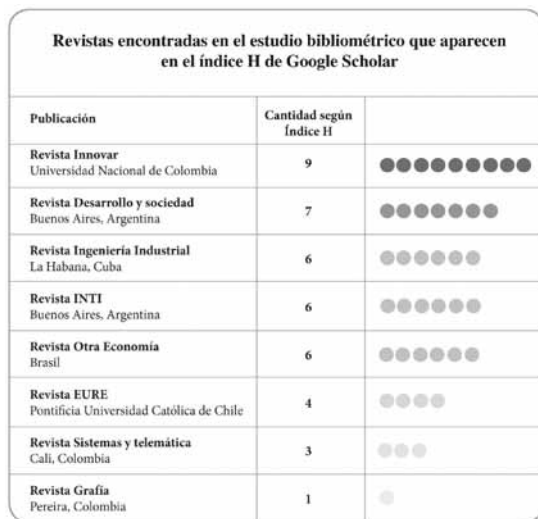 Revistas encontradas en el estudio bibliométrico que aparecen
en el índice H de Google Scholar
Publicación
Cantidad según
Índice H
Revista Innovar
Universidad Nacional de Colombia
9
Revista Desarrollo y sociedad
Buenos Aires, Argentina
7
Revista Ingeniería Industrial
La Habana, Cuba
6
Revista INTI
Buenos Aires, Argentina
6
Revista Otra Economía
Brasil
6
Revista EURE
Pontificia Universidad Católica de Chile
4
Revista Sistemas y telemática
Cali, Colombia
3
Revista Grafía
Pereira, Colombia
1